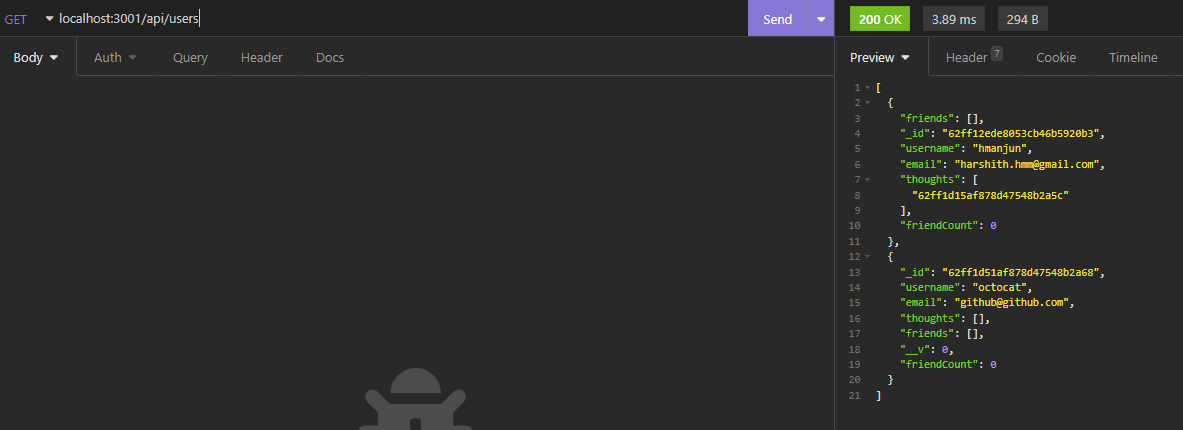 GET localhost:3001/api/users Send 200 OK 3.89 ms 294 B
Body Auth Query Header Docs Preview Header 7 Cookie Timeline
1 [
2 {
3 "friends": [],
4 "_id": "62ff12ede8053cb46b5920b3",
5 "username": "hmanjun",
6 "email": "harshith.hmm@gmail.com",
7 "thoughts": [
8 "62ff1d15af878d47548b2a5c"
9 ],
10 "friendCount": 0
11 },
12 {
13 "_id": "62ff1d51af878d47548b2a68",
14 "username": "octocat",
15 "email": "github@github.com",
16 "thoughts": [],
17 "friends": [],
18 "__v": 0,
19 "friendCount": 0
20 }
21 ]